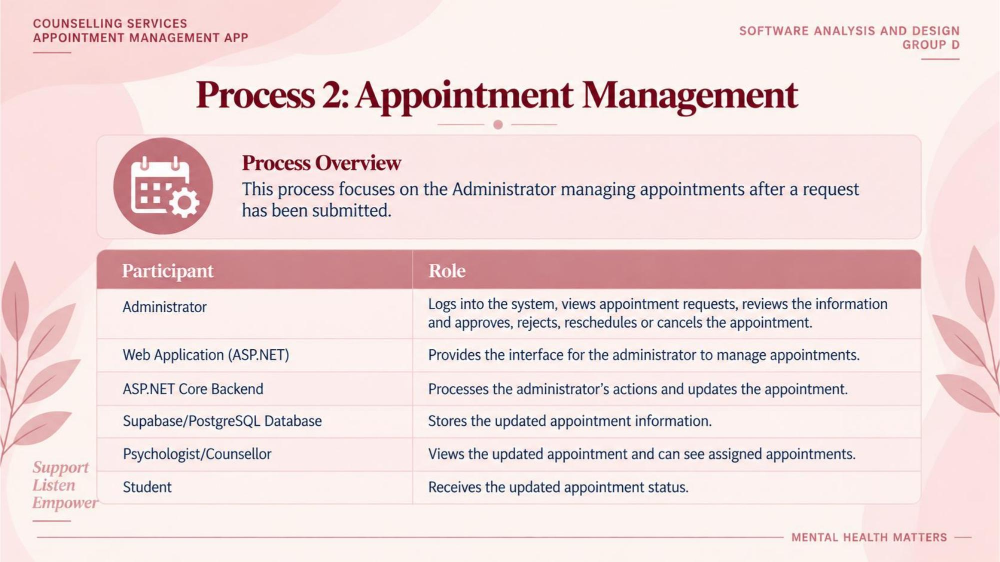 COUNSELLING SERVICES
APPOINTMENT MANAGEMENT APP
SOFTWARE ANALYSIS AND DESIGN
GROUP D
Process 2: Appointment Management
Process Overview
This process focuses on the Administrator managing appointments after a request
has been submitted.
Participant
Role
Administrator
Logs into the system, views appointment requests, reviews the information
and approves, rejects, reschedules or cancels the appointment.
Web Application (ASP.NET)
Provides the interface for the administrator to manage appointments.
ASP.NET Core Backend
Processes the administrator’s actions and updates the appointment.
Supabase/PostgreSQL Database
Stores the updated appointment information.
Psychologist/Counsellor
Views the updated appointment and can see assigned appointments.
Student
Receives the updated appointment status.
Support
Listen
Empower
MENTAL HEALTH MATTERS